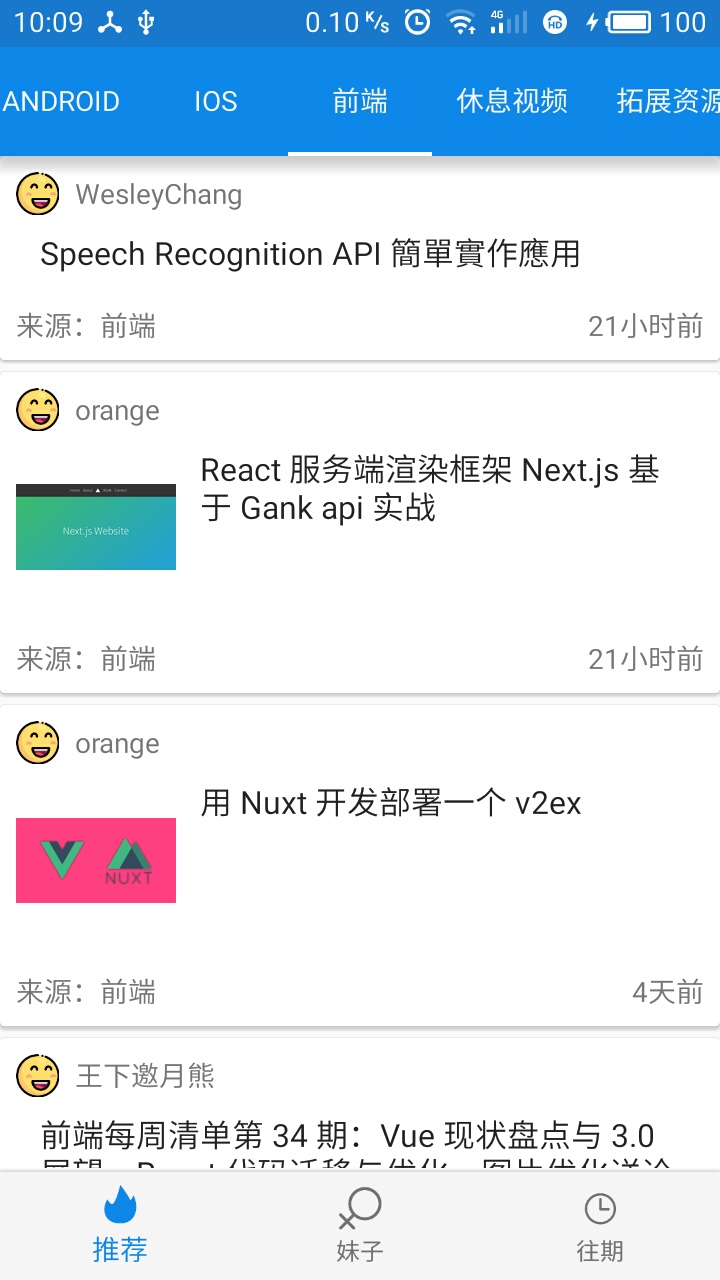 10:09 0.10 K/s 4G HD 100
ANDROID IOS 前端 休息视频 拓展资源
WesleyChang
Speech Recognition API 簡單實作應用
来源：前端 21小时前
orange
React 服务端渲染框架 Next.js 基
于 Gank api 实战
Next.js Website
来源：前端 21小时前
orange
用 Nuxt 开发部署一个 v2ex
NUXT
来源：前端 4天前
王下邀月熊
前端每周清单第 34 期：Vue 现状盘点与 3.0
推荐 妹子 往期